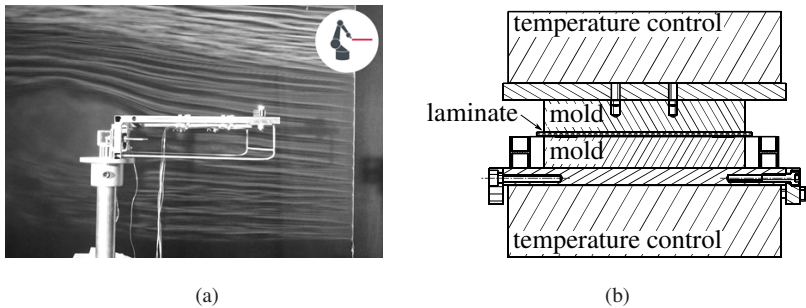 temperature control
laminate
mold
mold
temperature control
(a)
(b)